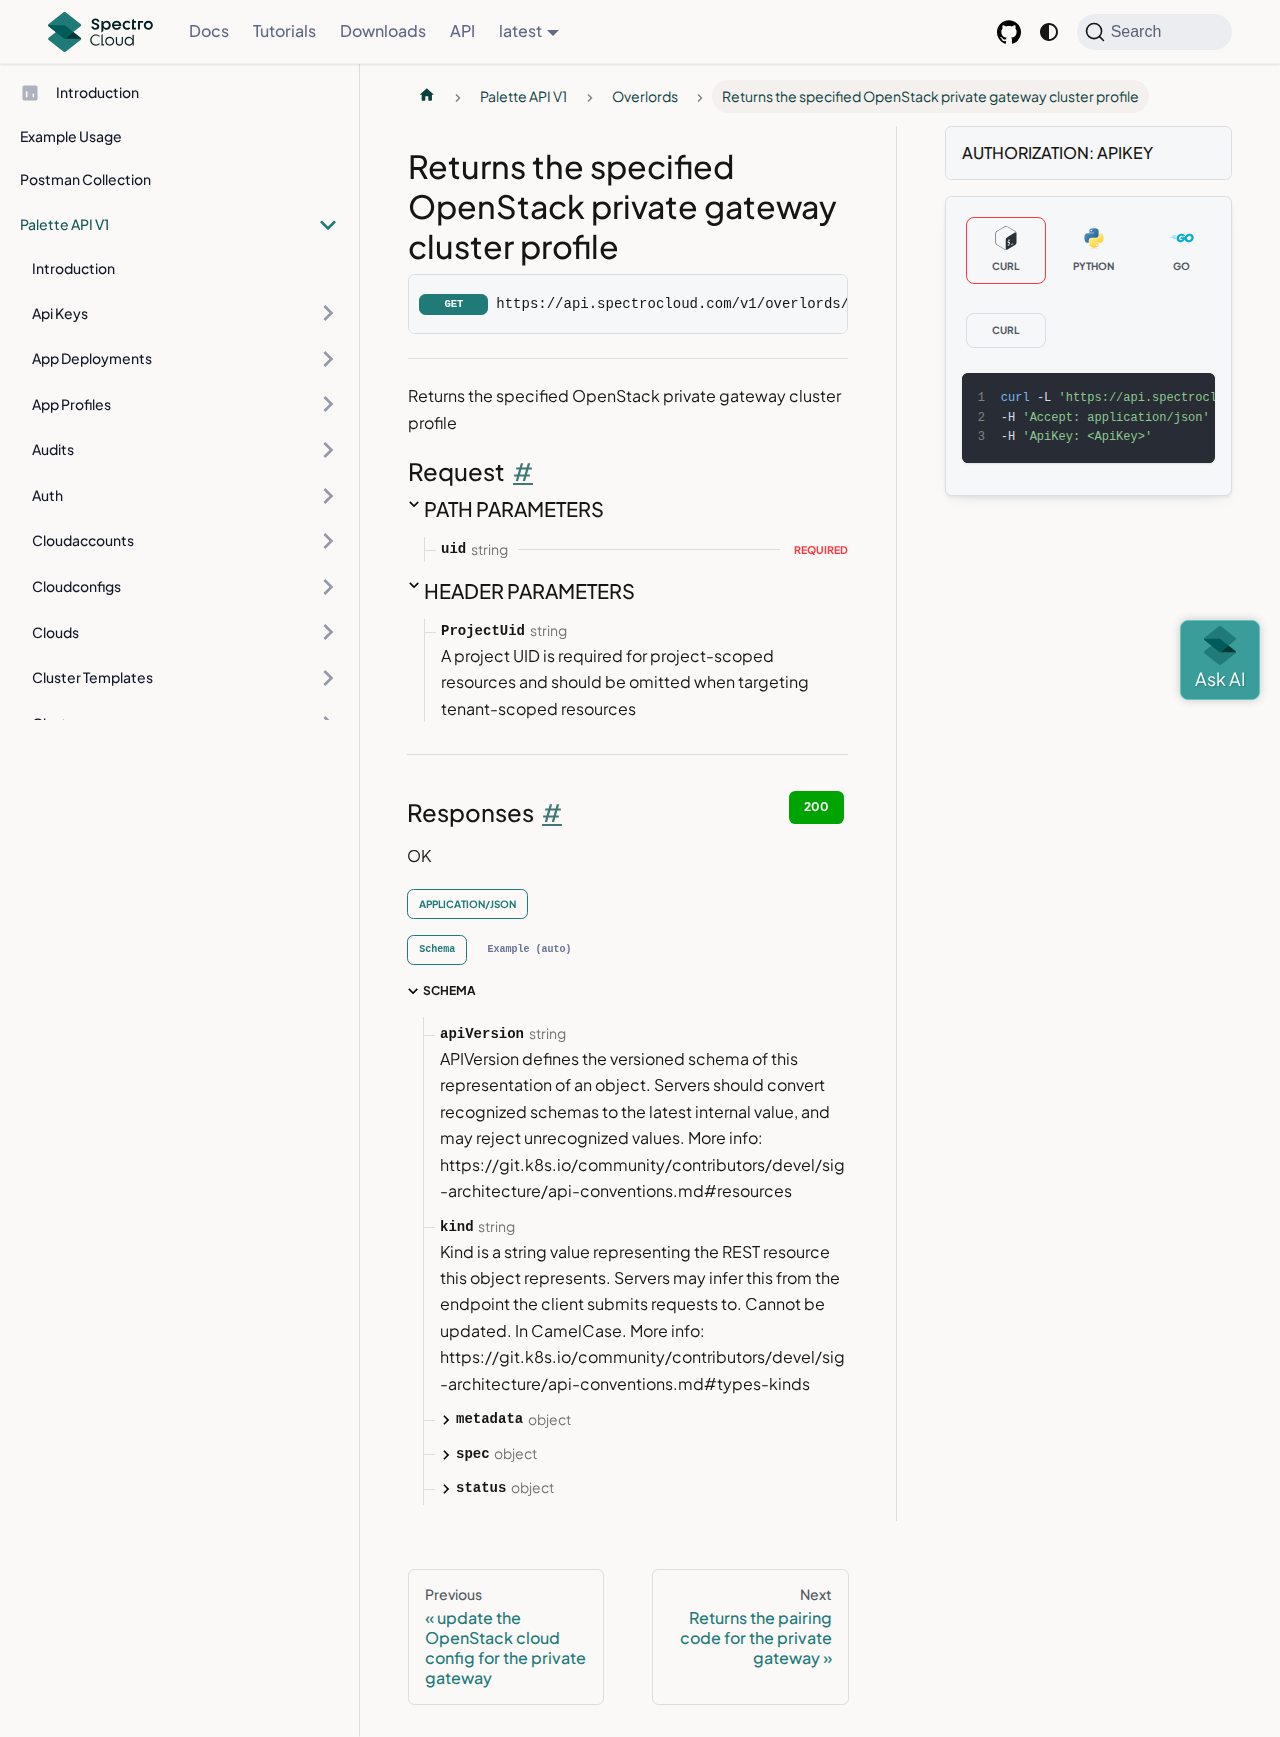 Spectro Cloud
Docs
Tutorials
Downloads
API
latest
Search
Introduction
Example Usage
Postman Collection
Palette API V1
Introduction
Api Keys
App Deployments
App Profiles
Audits
Auth
Cloudaccounts
Cloudconfigs
Clouds
Cluster Templates
Palette API V1
Overlords
Returns the specified OpenStack private gateway cluster profile
Returns the specified
OpenStack private gateway
cluster profile
GET https://api.spectrocloud.com/v1/overlords/
Returns the specified OpenStack private gateway cluster
profile
Request #
PATH PARAMETERS
uid string REQUIRED
HEADER PARAMETERS
ProjectUid string
A project UID is required for project-scoped
resources and should be omitted when targeting
tenant-scoped resources
Responses #
200
OK
APPLICATION/JSON
Schema
Example (auto)
SCHEMA
apiVersion string
APIVersion defines the versioned schema of this
representation of an object. Servers should convert
recognized schemas to the latest internal value, and
may reject unrecognized values. More info:
https://git.k8s.io/community/contributors/devel/sig
-architecture/api-conventions.md#resources
kind string
Kind is a string value representing the REST resource
this object represents. Servers may infer this from the
endpoint the client submits requests to. Cannot be
updated. In CamelCase. More info:
https://git.k8s.io/community/contributors/devel/sig
-architecture/api-conventions.md#types-kinds
metadata object
spec object
status object
Previous
« update the
OpenStack cloud
config for the private
gateway
Next
Returns the pairing
code for the private
gateway »
AUTHORIZATION: APIKEY
CURL
PYTHON
GO
CURL
1 curl -L 'https://api.spectrocl
2 -H 'Accept: application/json'
3 -H 'ApiKey: <ApiKey>'
Ask AI